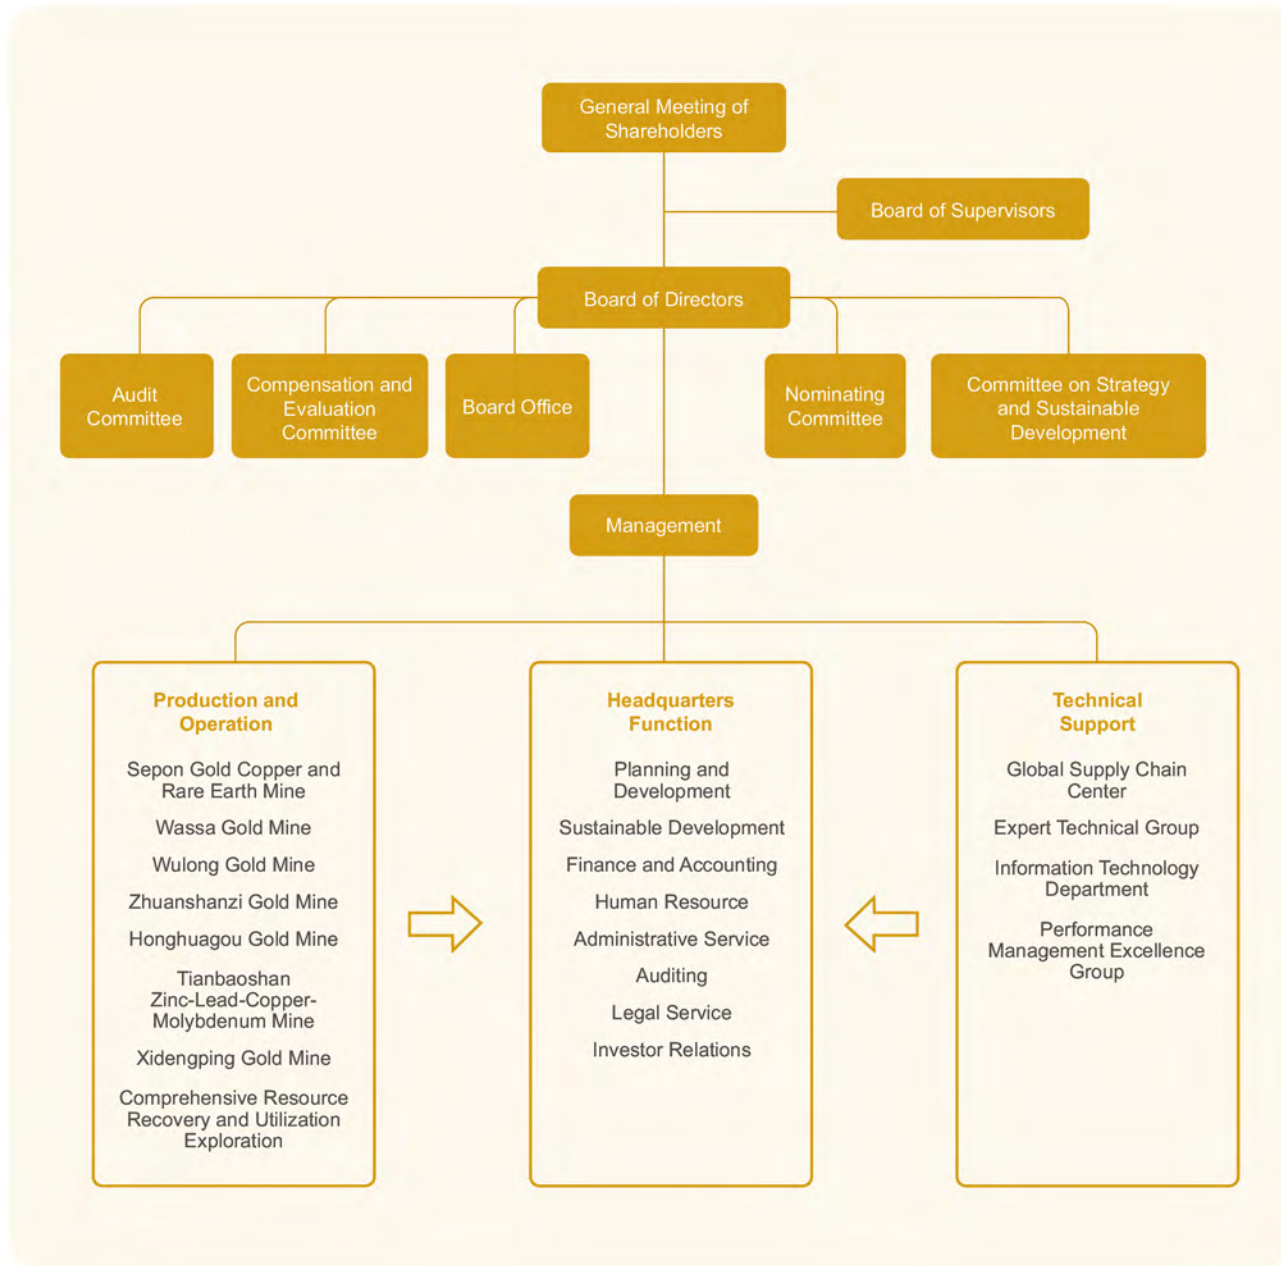 General Meeting of
Shareholders
Board of Supervisors
Board of Directors
Audit
Committee
Compensation and
Evaluation
Committee
Board Office
Nominating
Committee
Committee on Strategy
and Sustainable
Development
Management
Production and
Operation
Sepon Gold Copper and
Rare Earth Mine
Wassa Gold Mine
Wulong Gold Mine
Zhuanshanzi Gold Mine
Honghuagou Gold Mine
Tianbaoshan
Zinc-Lead-Copper-
Molybdenum Mine
Xidengping Gold Mine
Comprehensive Resource
Recovery and Utilization
Exploration
Headquarters
Function
Planning and
Development
Sustainable Development
Finance and Accounting
Human Resource
Administrative Service
Auditing
Legal Service
Investor Relations
Technical
Support
Global Supply Chain
Center
Expert Technical Group
Information Technology
Department
Performance
Management Excellence
Group